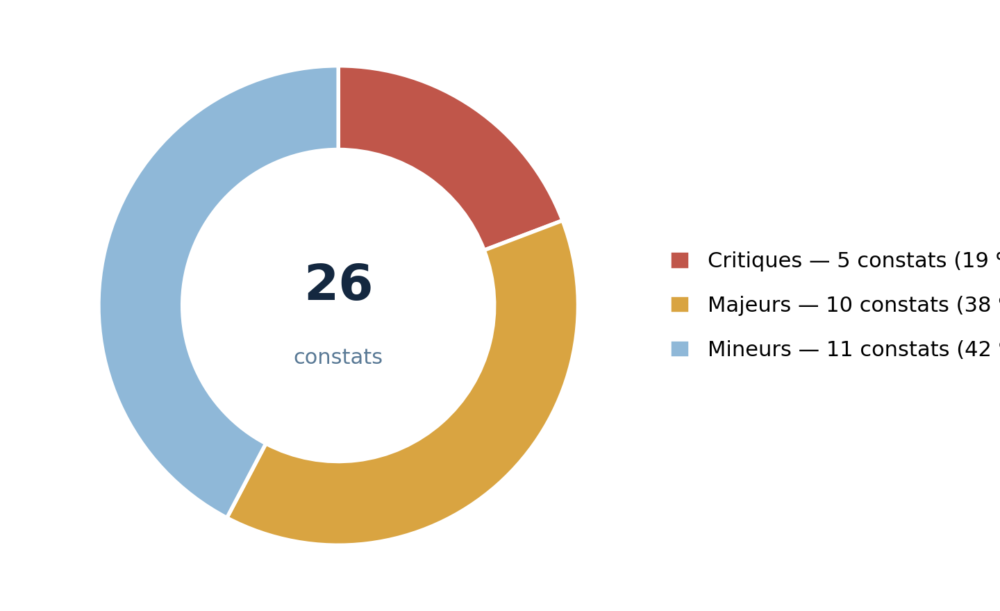 26
constats
Critiques — 5 constats (19 %
Majeurs — 10 constats (38 %
Mineurs — 11 constats (42 %